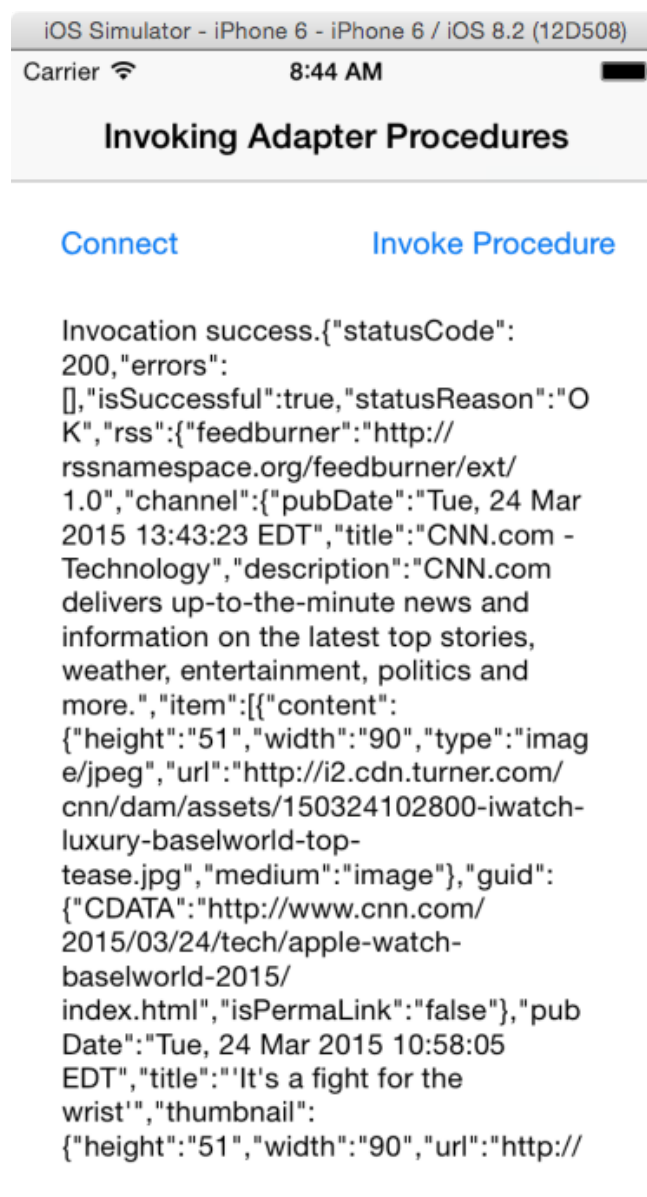 iOS Simulator - iPhone 6 - iPhone 6 / iOS 8.2 (12D508)
Carrier 8:44 AM
Invoking Adapter Procedures
Connect Invoke Procedure
Invocation success.{"statusCode":
200,"errors":
[],"isSuccessful":true,"statusReason":"O
K","rss":{"feedburner":"http://
rssnamespace.org/feedburner/ext/
1.0","channel":{"pubDate":"Tue, 24 Mar
2015 13:43:23 EDT","title":"CNN.com -
Technology","description":"CNN.com
delivers up-to-the-minute news and
information on the latest top stories,
weather, entertainment, politics and
more.","item":[{"content":
{"height":"51","width":"90","type":"imag
e/jpeg","url":"http://i2.cdn.turner.com/
cnn/dam/assets/150324102800-iwatch-
luxury-baselworld-top-
tease.jpg","medium":"image"},"guid":
{"CDATA":"http://www.cnn.com/
2015/03/24/tech/apple-watch-
baselworld-2015/
index.html","isPermaLink":"false"},"pub
Date":"Tue, 24 Mar 2015 10:58:05
EDT","title":"'It's a fight for the
wrist'","thumbnail":
{"height":"51","width":"90","url":"http://